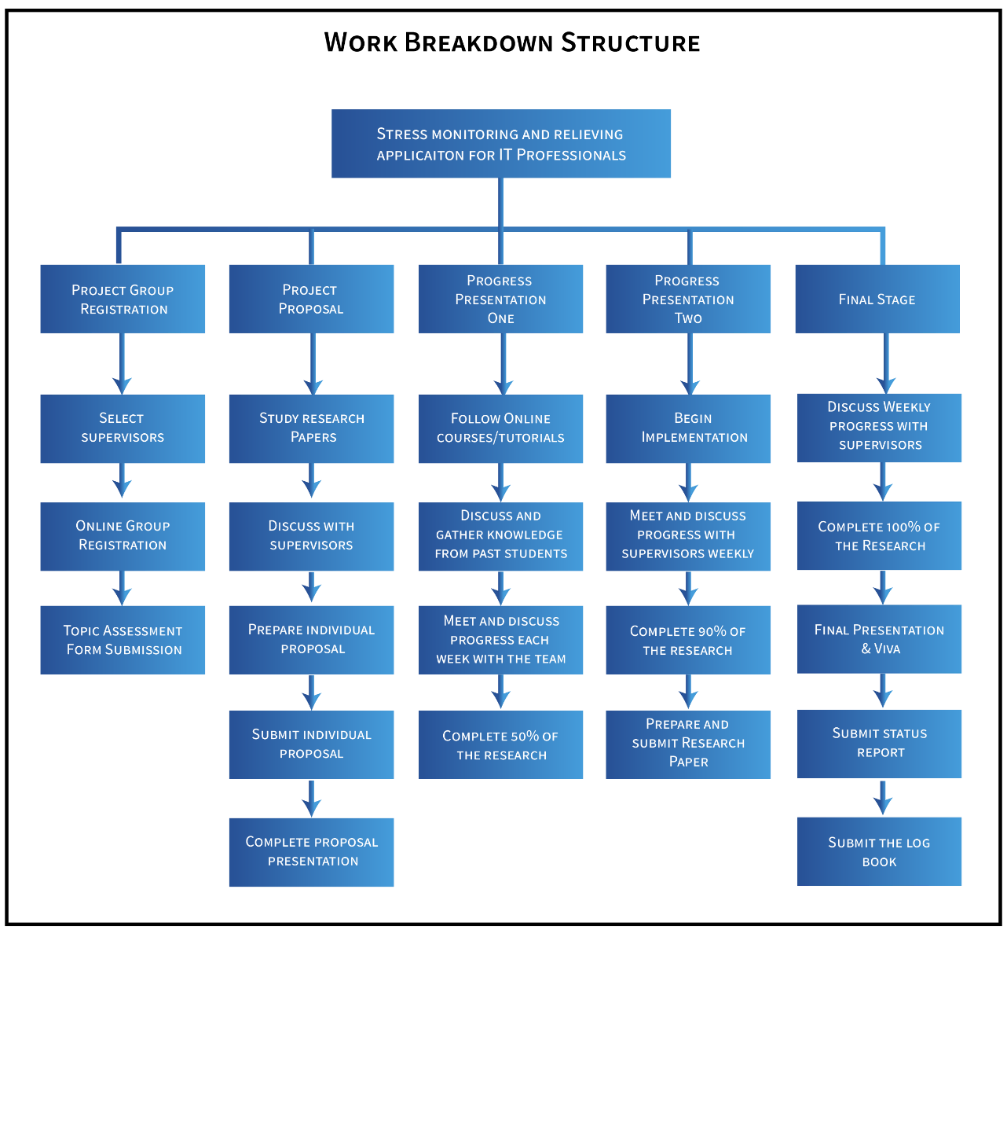 Work Breakdown Structure
Stress monitoring and relieving
applicaiton for IT Professionals
Project Group
Registration
Select
supervisors
Online Group
Registration
Topic Assessment
Form Submission
Project
Proposal
Study research
Papers
Discuss with
supervisors
Prepare individual
proposal
Submit individual
proposal
Complete proposal
presentation
Progress
Presentation
One
Follow Online
courses/tutorials
Discuss and
gather knowledge
from past students
Meet and discuss
progress each
week with the team
Complete 50% of
the research
Progress
Presentation
Two
Begin
Implementation
Meet and discuss
progress with
supervisors weekly
Complete 90% of
the research
Prepare and
submit Research
Paper
Final Stage
Discuss Weekly
progress with
supervisors
Complete 100% of
the Research
Final Presentation
& Viva
Submit status
report
Submit the log
book